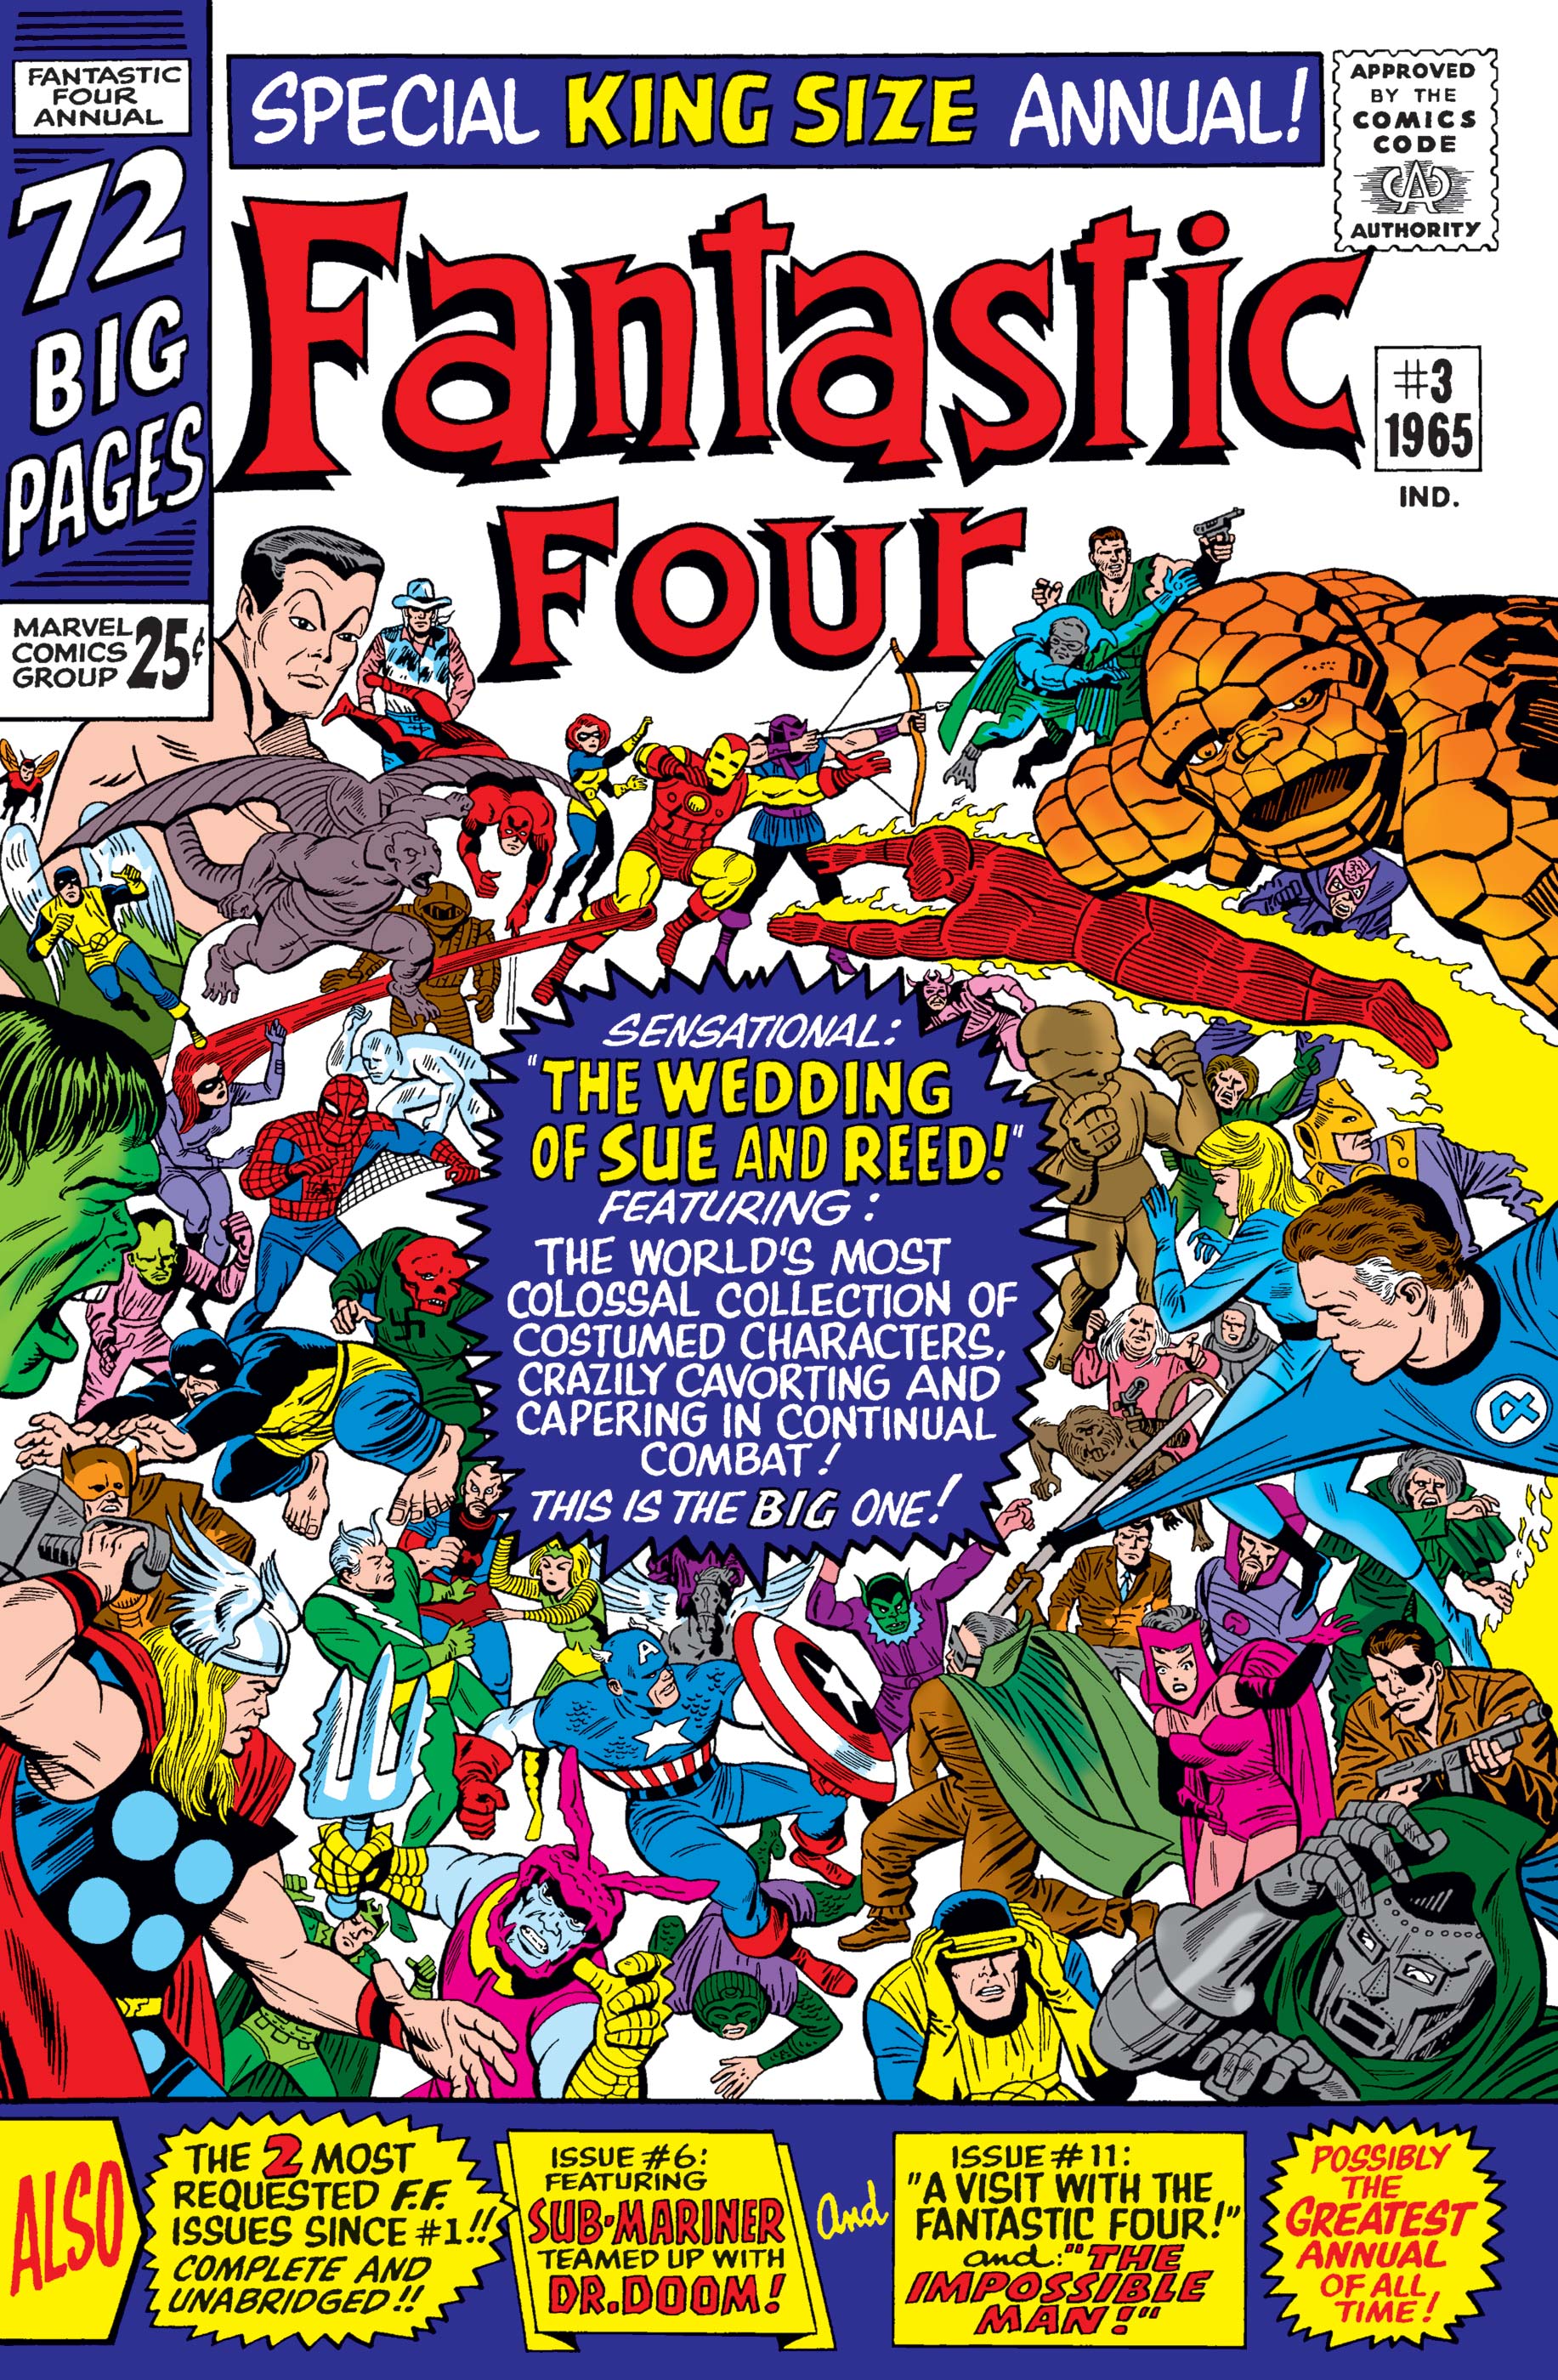 FANTASTIC
FOUR
ANNUAL
72
BIG
PAGES
MARVEL
COMICS
GROUP
25¢
SPECIAL KING SIZE ANNUAL!
APPROVED
BY THE
COMICS
CODE
CA
AUTHORITY
Fantastic
Four
#3
1965
IND.
SENSATIONAL:
"THE WEDDING
OF SUE AND REED!"
FEATURING:
THE WORLD'S MOST
COLOSSAL COLLECTION OF
COSTUMED CHARACTERS,
CRAZILY CAVORTING AND
CAPERING IN CONTINUAL
COMBAT!
THIS IS THE BIG ONE!
4
A
ALSO
THE 2 MOST
REQUESTED F.F.
ISSUES SINCE #1!!
COMPLETE AND
UNABRIDGED!!
ISSUE #6:
FEATURING
SUB-MARINER
TEAMED UP WITH
DR. DOOM!
And
ISSUE #11:
"A VISIT WITH THE
FANTASTIC FOUR!"
and: "THE
IMPOSSIBLE
MAN!"
POSSIBLY
THE
GREATEST
ANNUAL
OF ALL
TIME!